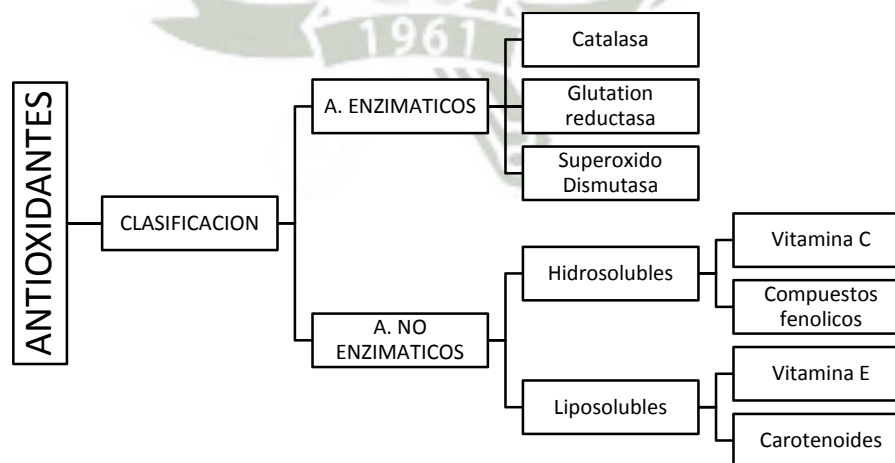 1961
ANTIOXIDANTES
CLASIFICACION
A. ENZIMATICOS
Catalasa
Glutation
reductasa
Superoxido
Dismutasa
A. NO
ENZIMATICOS
Hidrosolubles
Vitamina C
Compuestos
fenolicos
Liposolubles
Vitamina E
Carotenoides